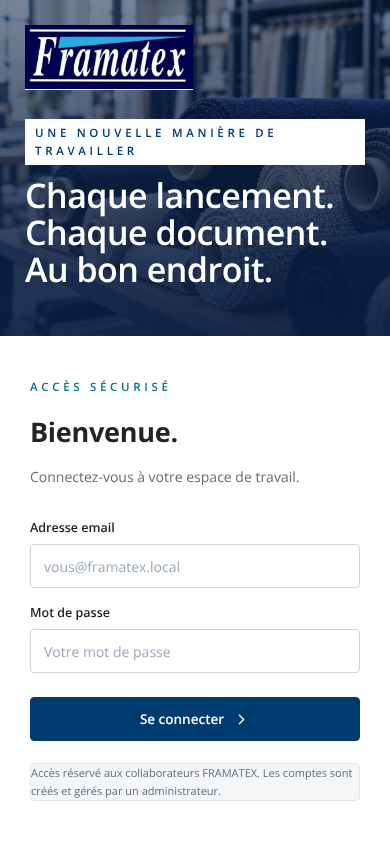 Framatex
UNE NOUVELLE MANIÈRE DE
TRAVAILLER
Chaque lancement.
Chaque document.
Au bon endroit.
ACCÈS SÉCURISÉ
Bienvenue.
Connectez-vous à votre espace de travail.
Adresse email
vous@framatex.local
Mot de passe
Votre mot de passe
Se connecter
Accès réservé aux collaborateurs FRAMATEX. Les comptes sont
créés et gérés par un administrateur.